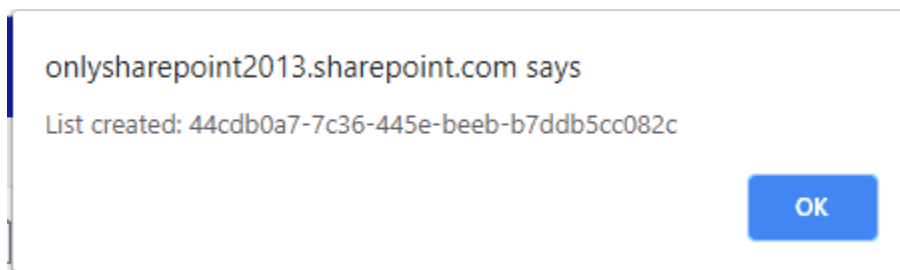 onlysharepoint2013.sharepoint.com says
List created: 44cdb0a7-7c36-445e-beeb-b7ddb5cc082c
OK